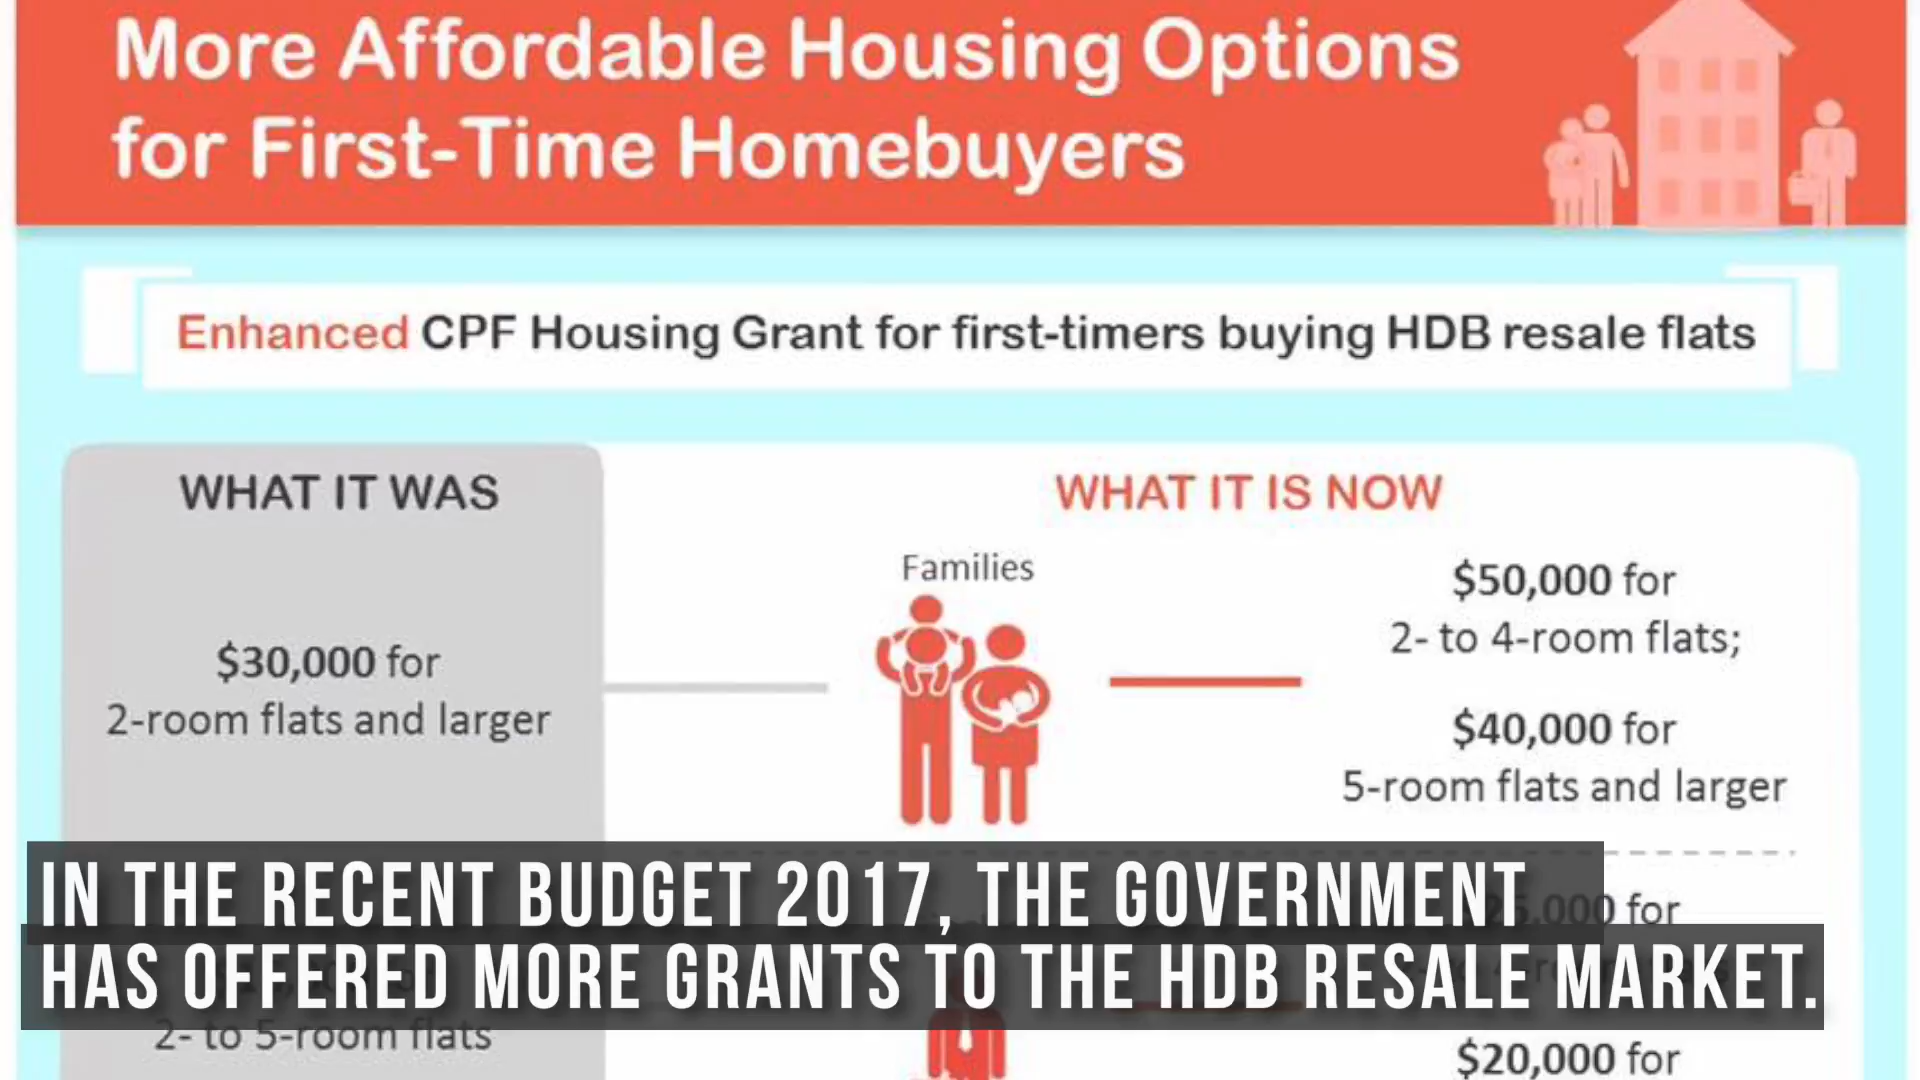 More Affordable Housing Options
for First-Time Homebuyers
Enhanced CPF Housing Grant for first-timers buying HDB resale flats
WHAT IT WAS
WHAT IT IS NOW
Families
$30,000 for
2-room flats and larger
$50,000 for
2- to 4-room flats;
$40,000 for
5-room flats and larger
IN THE RECENT BUDGET 2017, THE GOVERNMENT
HAS OFFERED MORE GRANTS TO THE HDB RESALE MARKET.
$25,000 for
2- to 5-room flats
$20,000 for